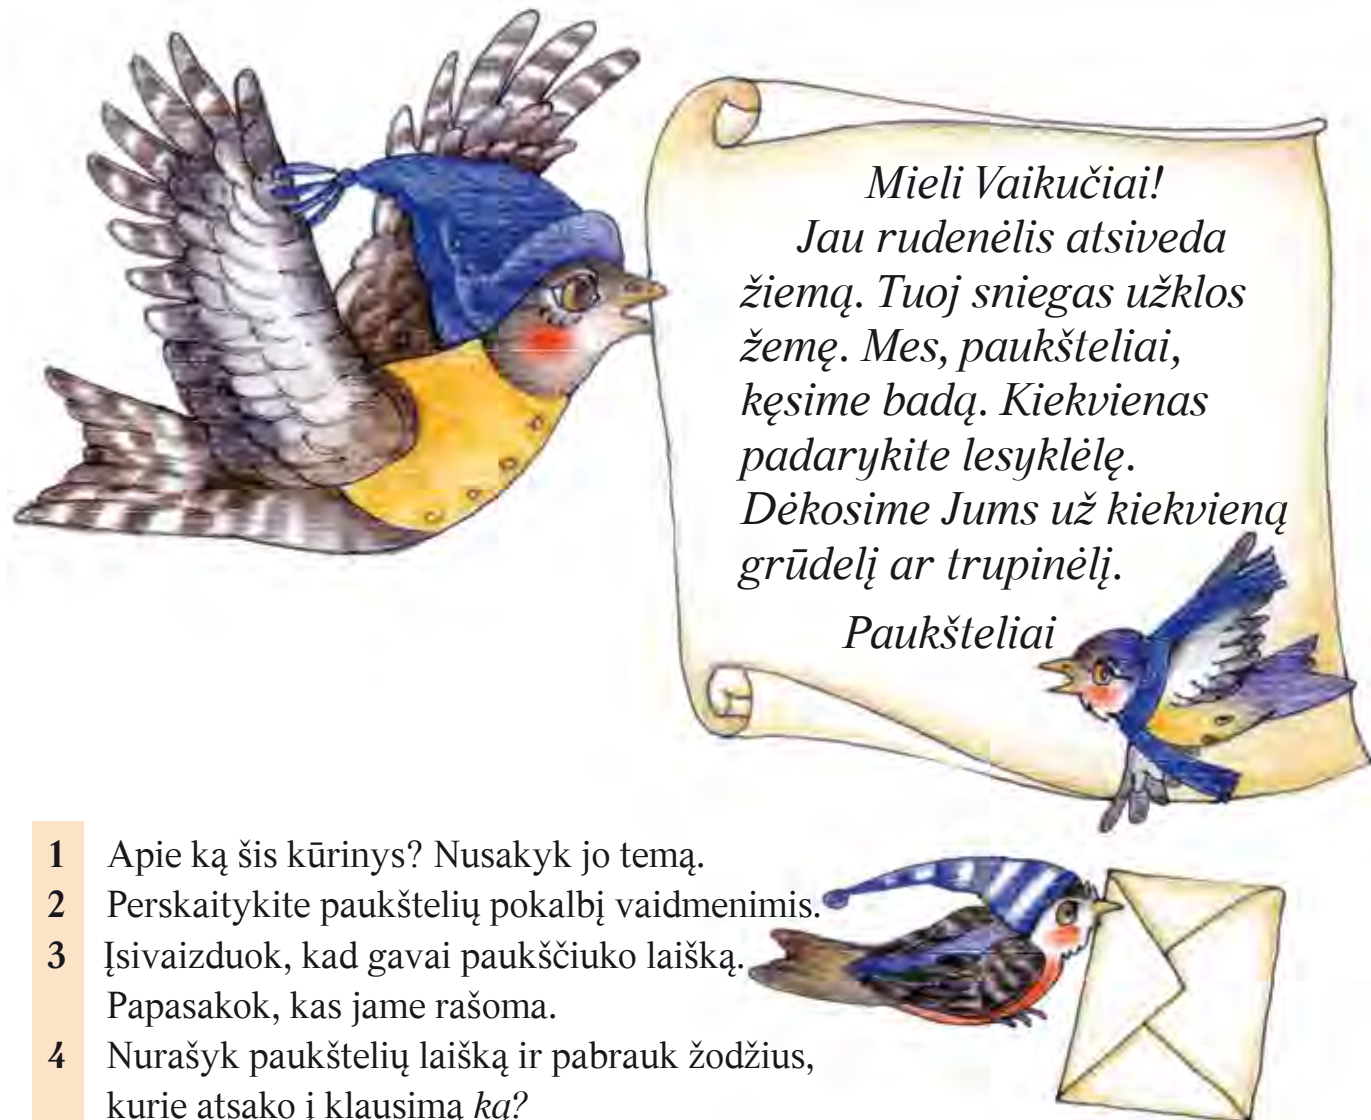 Mieli Vaikučiai!
Jau rudenėlis atsiveda
žiemą. Tuoj sniegas užklos
žemę. Mes, paukšteliai,
kęsime badą. Kiekvienas
padarykite lesyklėlę.
Dėkosime Jums už kiekvieną
grūdelį ar trupinėlį.
Paukšteliai
1 Apie ką šis kūrinys? Nusakyk jo temą.
2 Perskaitykite paukštelių pokalbį vaidmenimis.
3 Įsivaizduok, kad gavai paukščiuko laišką.
Papasakok, kas jame rašoma.
4 Nurašyk paukštelių laišką ir pabrauk žodžius,
kurie atsako į klausimą ką?